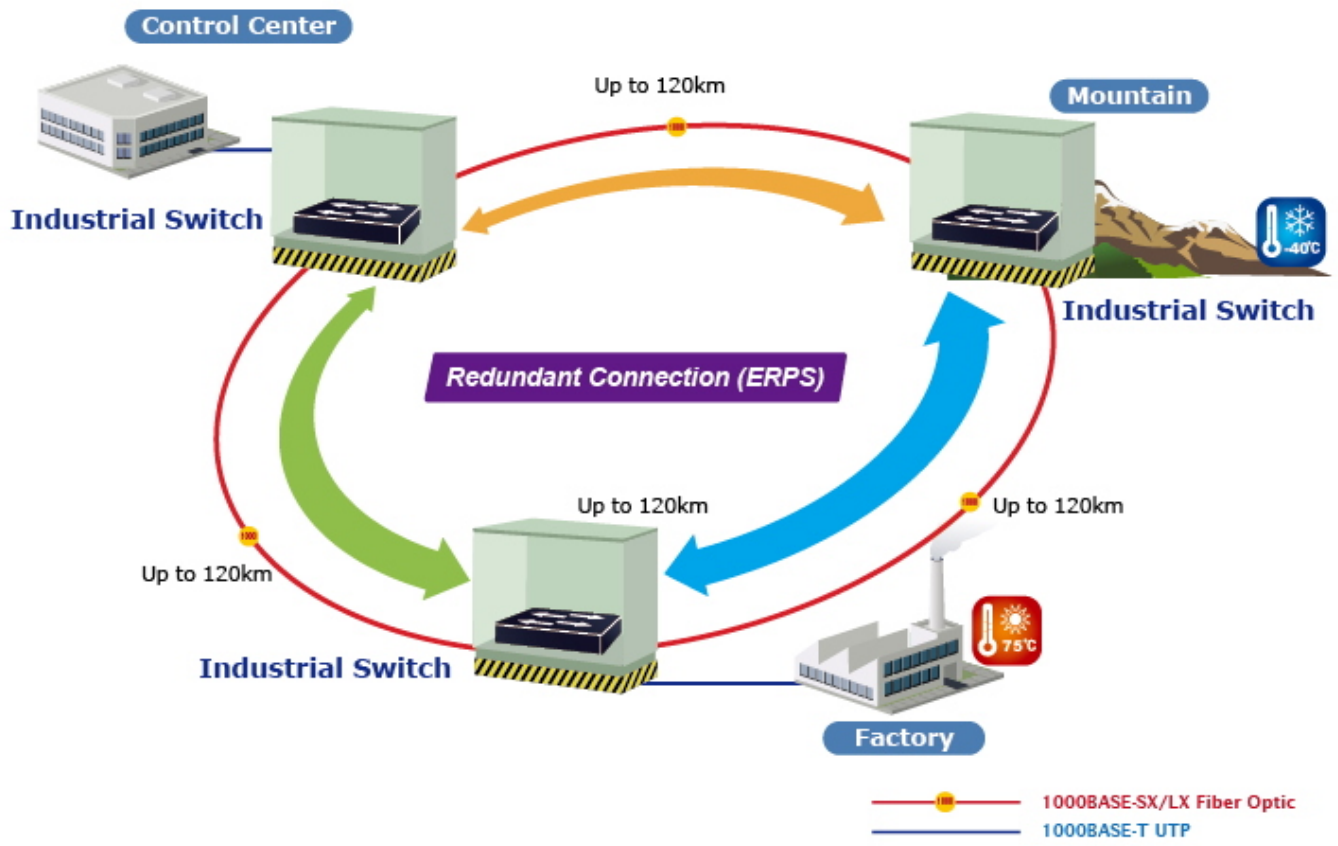 Control Center
Up to 120km
Mountain
Industrial Switch
-40℃
Industrial Switch
Redundant Connection (ERPS)
Up to 120km
Up to 120km
Up to 120km
75℃
Industrial Switch
Factory
1000BASE-SX/LX Fiber Optic
1000BASE-T UTP